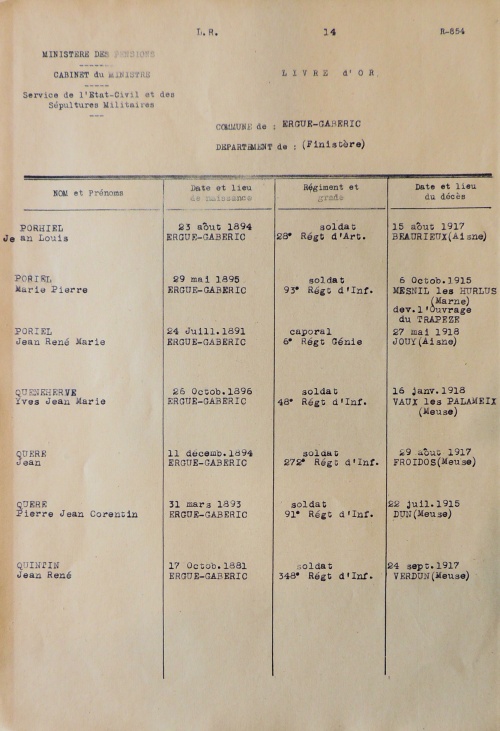 L.R. 14 R-854
MINISTERE DES PENSIONS
CABINET du MINISTRE
LIVRE d'OR
Service de l'Etat-Civil et des
Sépultures Militaires
COMMUNE de : ERGUE-GABERIC
DEPARTEMENT de : (Finistère)
NOM et Prénoms | Date et lieu de naissance | Régiment et grade | Date et lieu du décès
PORHIEL 23 août 1894 soldat 15 août 1917
Jean Louis ERGUE-GABERIC 28° Régt d'Art. BEAURIEUX(Aisne)
PORIEL 29 mai 1895 soldat 6 Octob.1915
Marie Pierre ERGUE-GABERIC 93° Régt d'Inf. MESNIL les HURLUS
(Marne)
dev.l'Ouvrage
du TRAPEZE
PORIEL 24 Juill.1891 caporal 27 mai 1918
Jean René Marie ERGUE-GABERIC 6° Régt Génie JOUY(Aisne)
QUENEHERVE 26 Octob.1896 soldat 16 janv.1918
Yves Jean Marie ERGUE-GABERIC 48° Régt d'Inf. VAUX les PALAMEIX
(Meuse)
QUERE 11 décemb.1894 soldat 29 août 1917
Jean ERGUE-GABERIC 272° Régt d'Inf. FROIDOS(Meuse)
QUERE 31 mars 1893 soldat 22 juil.1915
Pierre Jean Corentin ERGUE-GABERIC 91° Régt d'Inf. DUN(Meuse)
QUINTIN 17 Octob.1881 soldat 24 sept.1917
Jean René ERGUE-GABERIC 348° Régt d'Inf. VERDUN(Meuse)